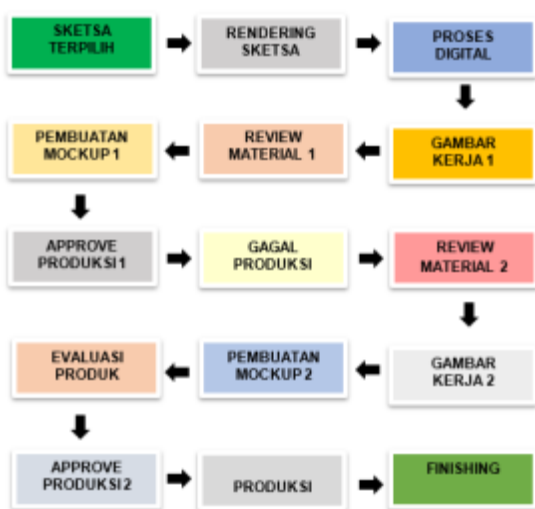 SKETSA
TERPILIH
RENDERING
SKETSA
PROSES
DIGITAL
PEMBUATAN
MOCKUP 1
REVIEW
MATERIAL 1
GAMBAR
KERJA 1
APPROVE
PRODUKSI 1
GAGAL
PRODUKSI
REVIEW
MATERIAL 2
EVALUASI
PRODUK
PEMBUATAN
MOCKUP 2
GAMBAR
KERJA 2
APPROVE
PRODUKSI 2
PRODUKSI
FINISHING